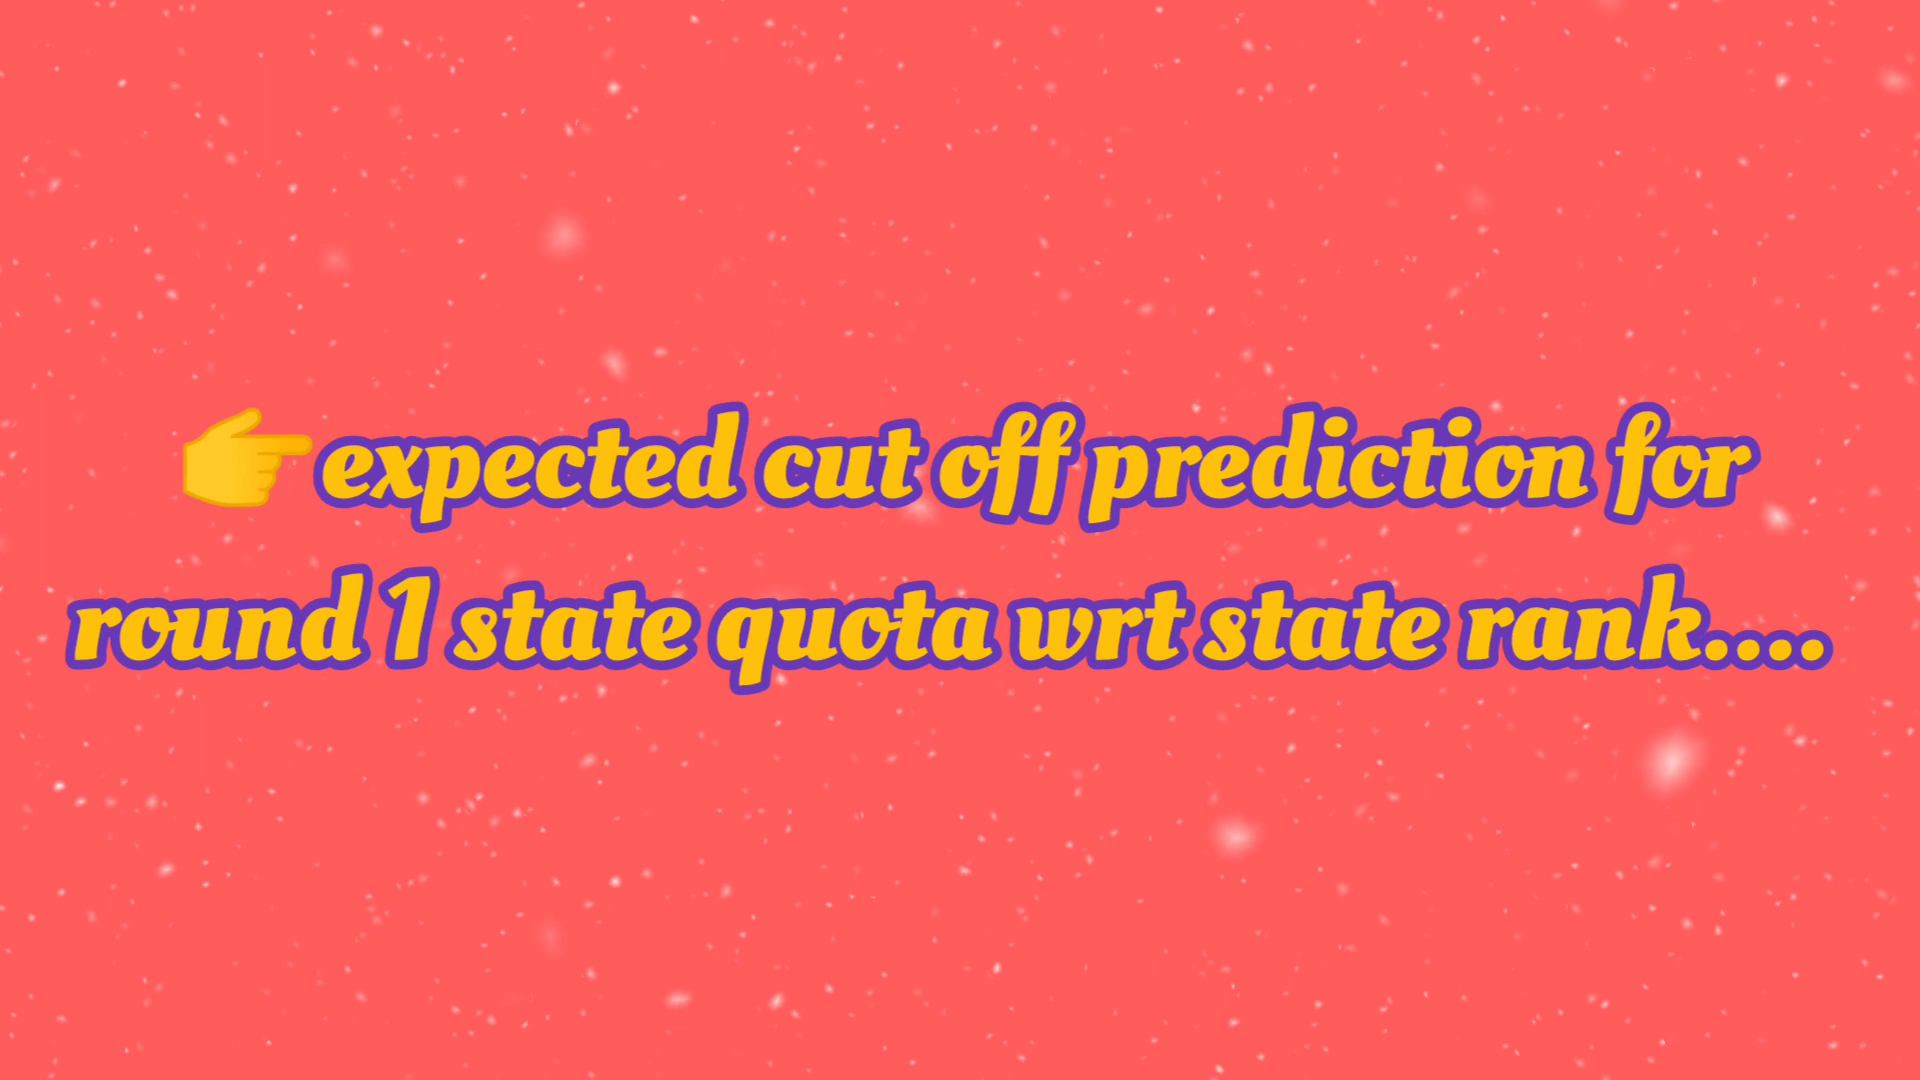 👉expected cut off prediction for
round 1 state quota wrt state rank....